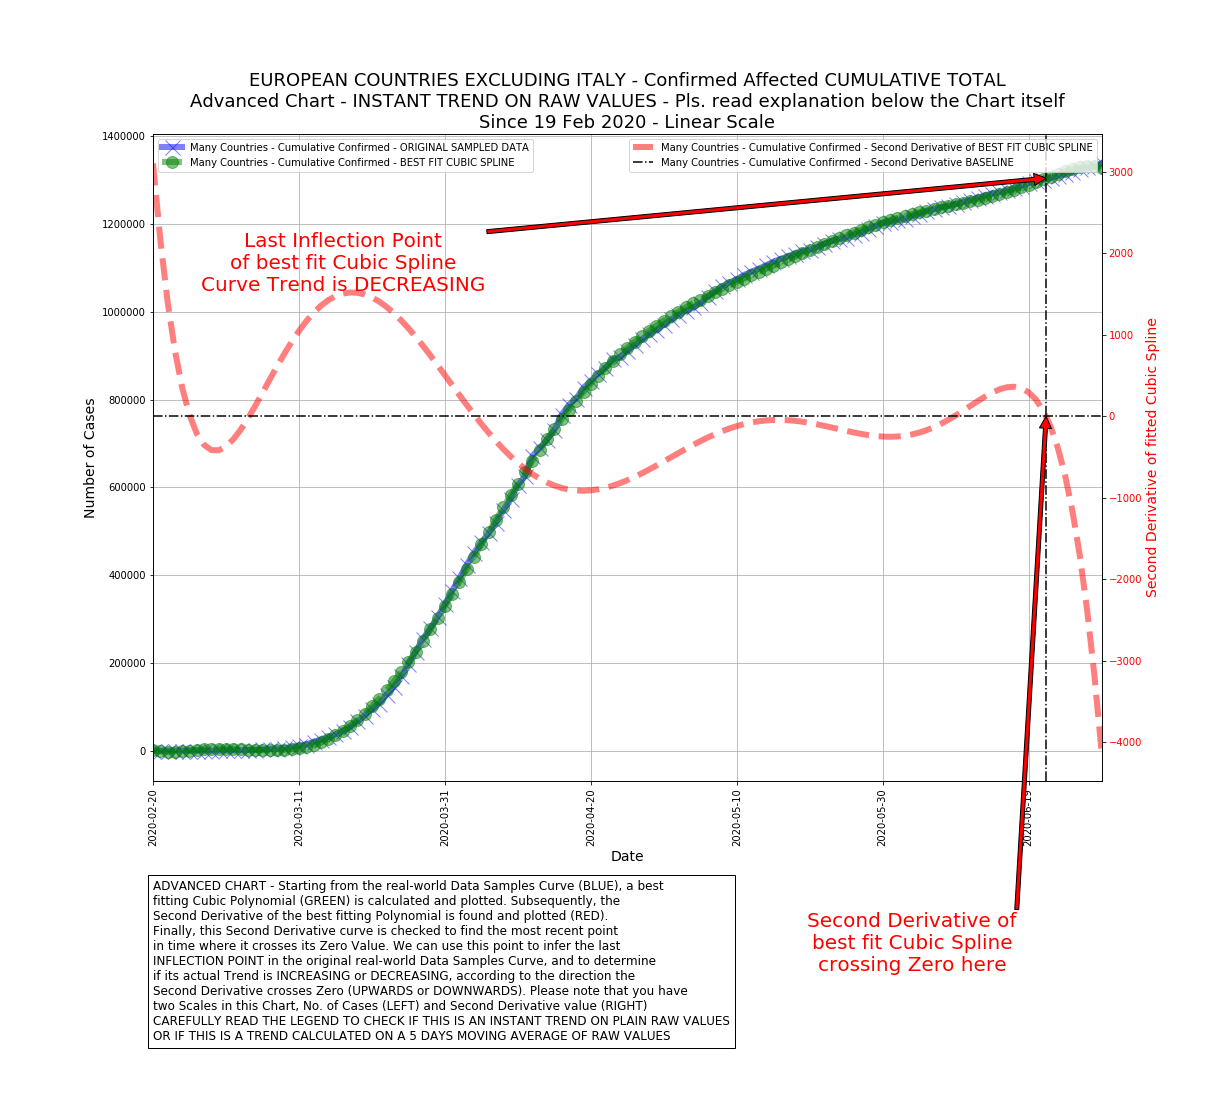 EUROPEAN COUNTRIES EXCLUDING ITALY - Confirmed Affected CUMULATIVE TOTAL
Advanced Chart - INSTANT TREND ON RAW VALUES - Pls. read explanation below the Chart itself
Since 19 Feb 2020 - Linear Scale
Many Countries - Cumulative Confirmed - ORIGINAL SAMPLED DATA
Many Countries - Cumulative Confirmed - BEST FIT CUBIC SPLINE
Many Countries - Cumulative Confirmed - Second Derivative of BEST FIT CUBIC SPLINE
Many Countries - Cumulative Confirmed - Second Derivative BASELINE
Last Inflection Point
of best fit Cubic Spline
Curve Trend is DECREASING
Number of Cases
1400000
1200000
1000000
800000
600000
400000
200000
0
Second Derivative of fitted Cubic Spline
3000
2000
1000
0
−1000
−2000
−3000
−4000
2020-02-20
2020-03-11
2020-03-31
2020-04-20
2020-05-10
2020-05-30
2020-06-19
Date
Second Derivative of
best fit Cubic Spline
crossing Zero here
ADVANCED CHART - Starting from the real-world Data Samples Curve (BLUE), a best
fitting Cubic Polynomial (GREEN) is calculated and plotted. Subsequently, the
Second Derivative of the best fitting Polynomial is found and plotted (RED).
Finally, this Second Derivative curve is checked to find the most recent point
in time where it crosses its Zero Value. We can use this point to infer the last
INFLECTION POINT in the original real-world Data Samples Curve, and to determine
if its actual Trend is INCREASING or DECREASING, according to the direction the
Second Derivative crosses Zero (UPWARDS or DOWNWARDS). Please note that you have
two Scales in this Chart, No. of Cases (LEFT) and Second Derivative value (RIGHT)
CAREFULLY READ THE LEGEND TO CHECK IF THIS IS AN INSTANT TREND ON PLAIN RAW VALUES
OR IF THIS IS A TREND CALCULATED ON A 5 DAYS MOVING AVERAGE OF RAW VALUES